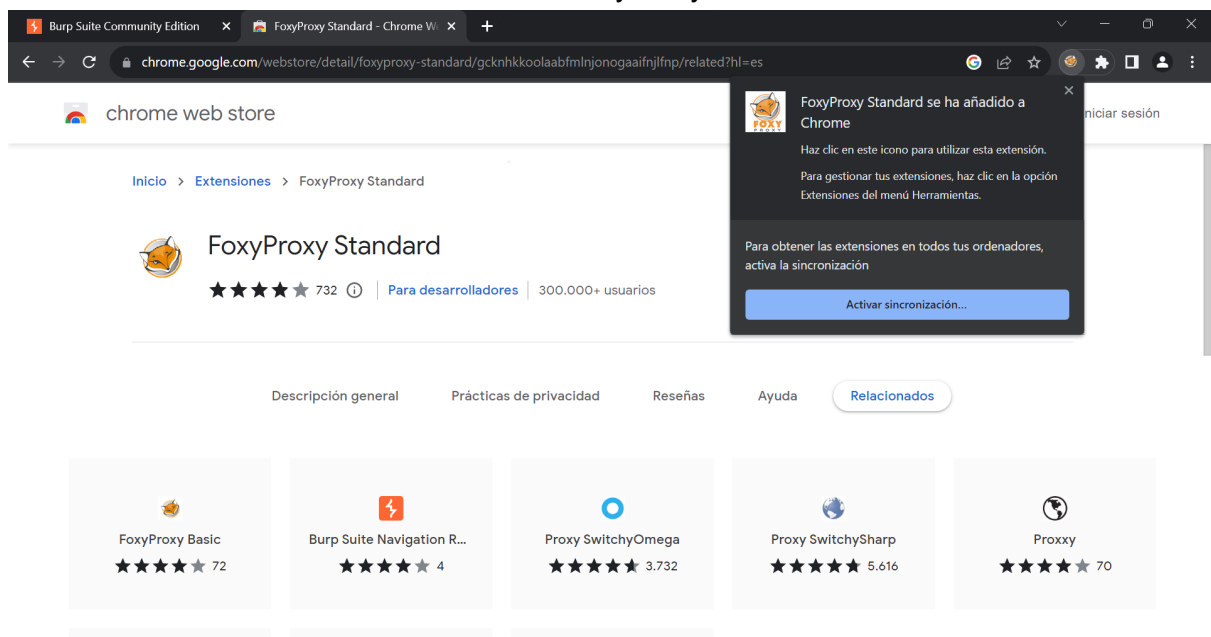 Burp Suite Community Edition
FoxyProxy Standard - Chrome W
chrome.google.com/webstore/detail/foxyproxy-standard/gcknhkkoolaabfmlnjonogaaifnjlfnp/related?hl=es
chrome web store
niciar sesión
FoxyProxy Standard se ha añadido a
Chrome
Haz clic en este icono para utilizar esta extensión.
Para gestionar tus extensiones, haz clic en la opción
Extensiones del menú Herramientas.
Para obtener las extensiones en todos tus ordenadores,
activa la sincronización
Activar sincronización...
Inicio > Extensiones > FoxyProxy Standard
FOXY
PROXY
FoxyProxy Standard
732 Para desarrolladores 300.000+ usuarios
Descripción general Prácticas de privacidad Reseñas Ayuda Relacionados
FoxyProxy Basic
72
Burp Suite Navigation R...
4
Proxy SwitchyOmega
3.732
Proxy SwitchySharp
5.616
Proxxy
70